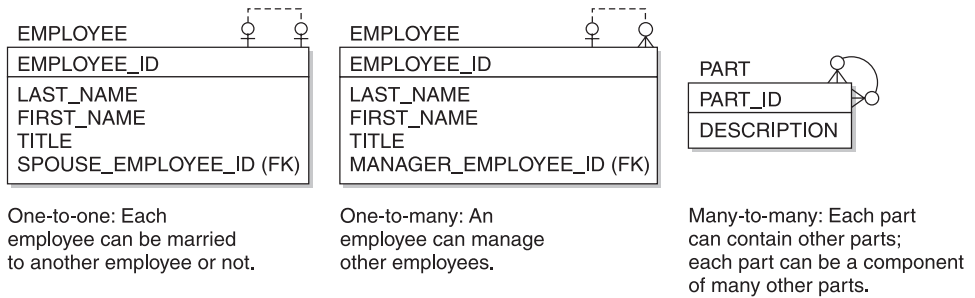 EMPLOYEE
EMPLOYEE_ID
LAST_NAME
FIRST_NAME
TITLE
SPOUSE_EMPLOYEE_ID (FK)
One-to-one: Each
employee can be married
to another employee or not.
EMPLOYEE
EMPLOYEE_ID
LAST_NAME
FIRST_NAME
TITLE
MANAGER_EMPLOYEE_ID (FK)
One-to-many: An
employee can manage
other employees.
PART
PART_ID
DESCRIPTION
Many-to-many: Each part
can contain other parts;
each part can be a component
of many other parts.